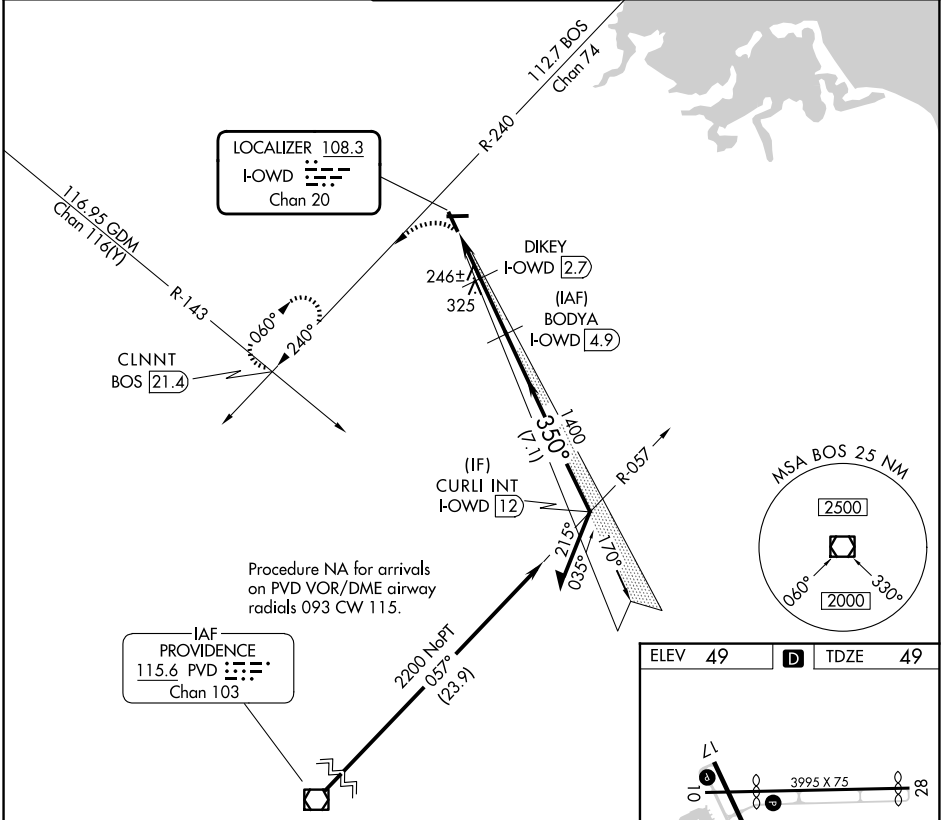 112.7 BOS
Chan 74
R-240
LOCALIZER 108.3
I-OWD
Chan 20
116.95 GDM
Chan 116(Y)
R-143
DIKEY
I-OWD 2.7
246±
325
(IAF)
BODYA
I-OWD 4.9
060°
240°
CLNNT
BOS 21.4
1400
350°
(7.1)
R-057
(IF)
CURLI INT
I-OWD 12
215°
035°
170°
MSA BOS 25 NM
2500
060°
330°
2000
Procedure NA for arrivals
on PVD VOR/DME airway
radials 093 CW 115.
IAF
PROVIDENCE
115.6 PVD
Chan 103
2200 NoPT
057°
(23.9)
ELEV 49
D
TDZE 49
17
P
10
3995 X 75
28
P